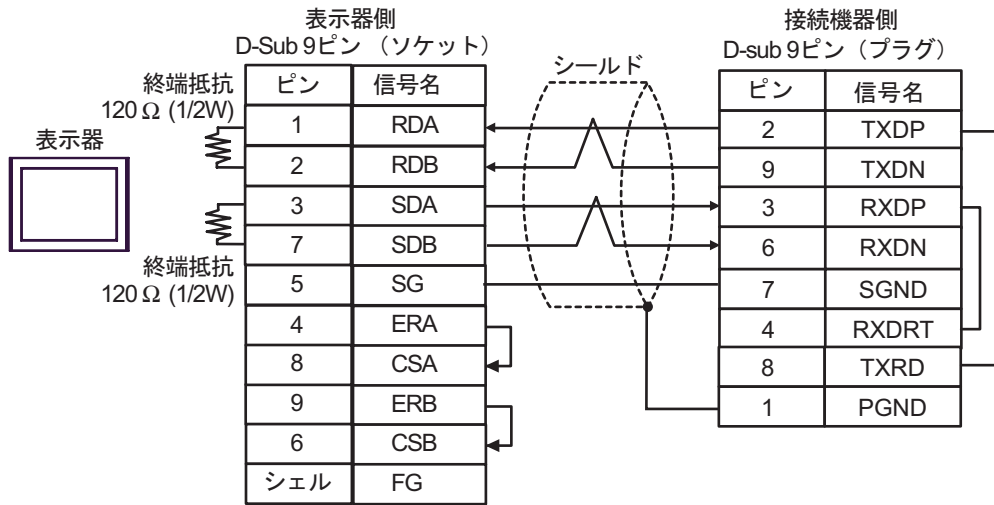 表示器側
D-Sub 9ピン （ソケット）
接続機器側
D-sub 9ピン（プラグ）
シールド
終端抵抗
120 Ω (1/2W)
表示器
終端抵抗
120 Ω (1/2W)
ピン 信号名
1 RDA
2 RDB
3 SDA
7 SDB
5 SG
4 ERA
8 CSA
9 ERB
6 CSB
シェル FG
ピン 信号名
2 TXDP
9 TXDN
3 RXDP
6 RXDN
7 SGND
4 RXDRT
8 TXRD
1 PGND